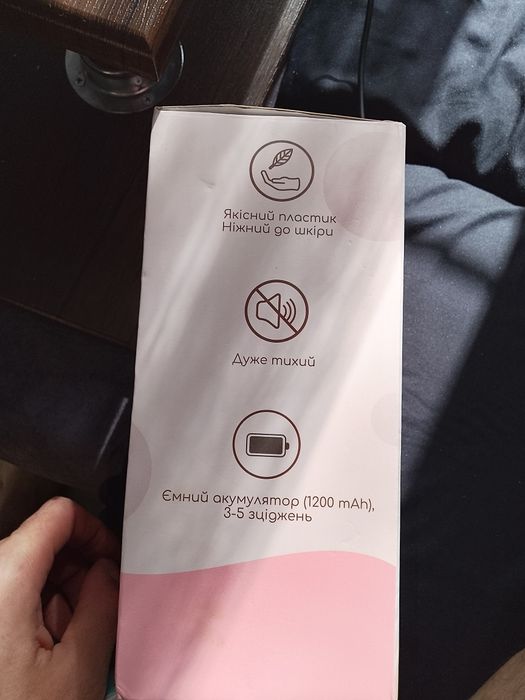 Якісний пластик
Ніжний до шкіри
Дуже тихий
Ємний акумулятор (1200 mAh),
3-5 зціджень